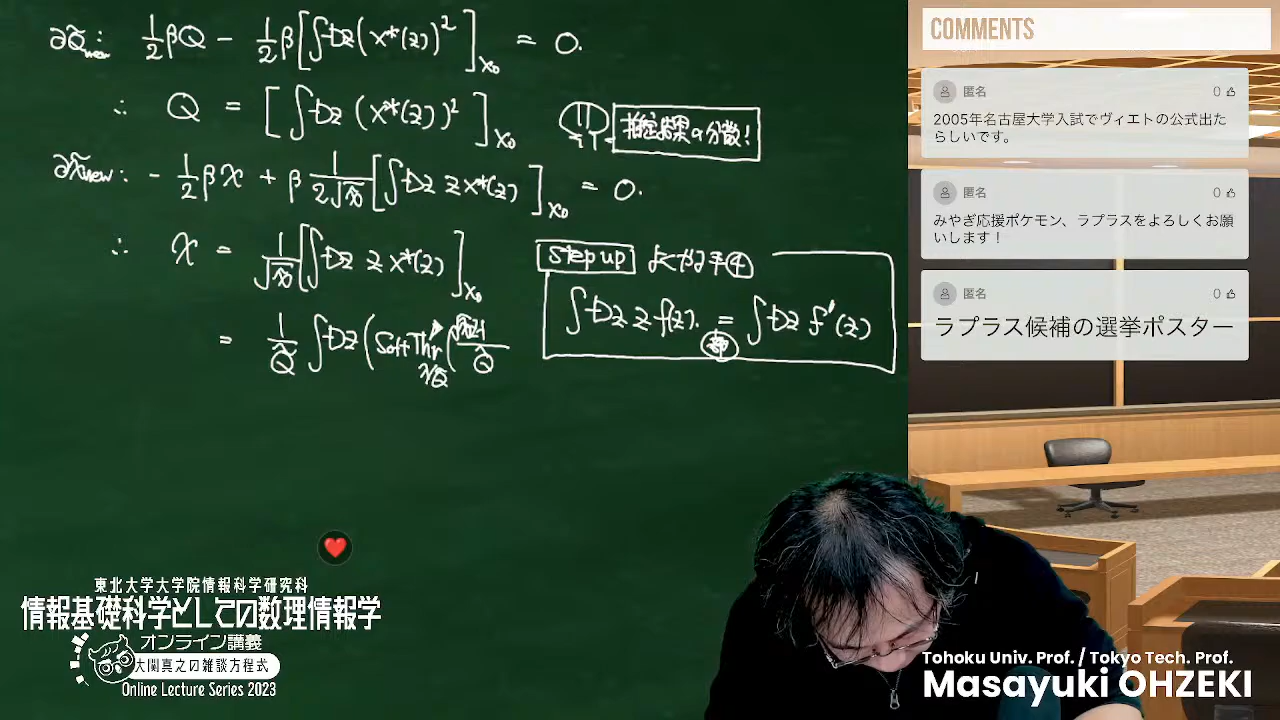 ∂Q̃new: 1/2 βQ − 1/2 β[∫Dz(x*(z))²]x₀ = 0.
∴ Q = [∫Dz (x*(z))²]x₀
推定結果の分散!
∂χ̃new: − 1/2 βχ + β 1/(2√χ̃) [∫Dz z x*(z)]x₀ = 0.
∴ χ = 1/√χ̃ [∫Dz z x*(z)]x₀
step up よくやる手
∫Dz z f(z). = ∫Dz f'(z)
= 1/Q̃ ∫Dz (Soft Thr
COMMENTS
匿名 0
2005年名古屋大学入試でヴィエトの公式出た
らしいです。
匿名 0
みやぎ応援ポケモン、ラプラスをよろしくお願
いします！
匿名 0
ラプラス候補の選挙ポスター
東北大学大学院情報科学研究科
情報基礎科学としての数理情報学
オンライン講義
大関真之の雑談方程式
Online Lecture Series 2023
Tohoku Univ. Prof. / Tokyo Tech. Prof.
Masayuki OHZEKI